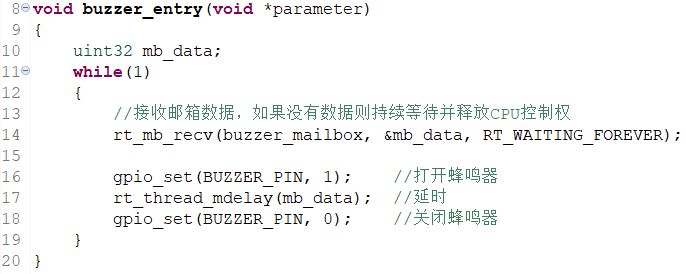 8 void buzzer_entry(void *parameter)
9 {
10     uint32 mb_data;
11     while(1)
12     {
13         //接收邮箱数据，如果没有数据则持续等待并释放CPU控制权
14         rt_mb_recv(buzzer_mailbox, &mb_data, RT_WAITING_FOREVER);
15
16         gpio_set(BUZZER_PIN, 1);    //打开蜂鸣器
17         rt_thread_mdelay(mb_data);  //延时
18         gpio_set(BUZZER_PIN, 0);    //关闭蜂鸣器
19     }
20 }